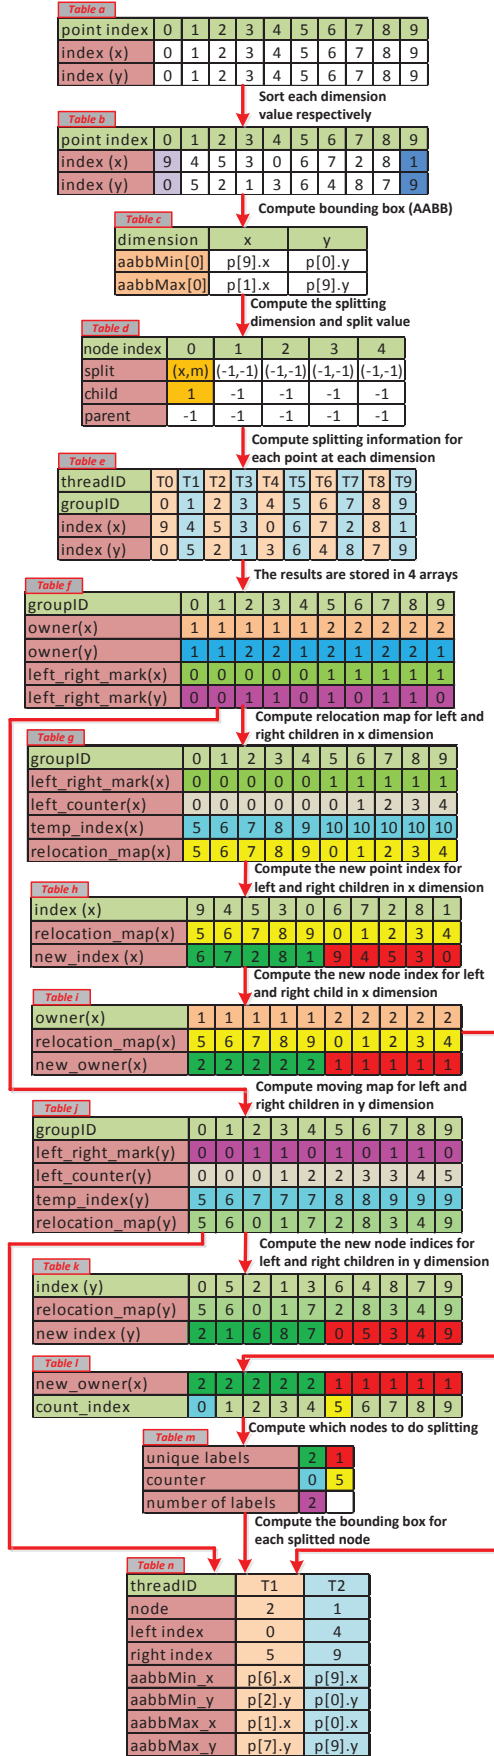 Table a
point index 0 1 2 3 4 5 6 7 8 9
index (x) 0 1 2 3 4 5 6 7 8 9
index (y) 0 1 2 3 4 5 6 7 8 9
Sort each dimension
value respectively
Table b
point index 0 1 2 3 4 5 6 7 8 9
index (x) 9 4 5 3 0 6 7 2 8 1
index (y) 0 5 2 1 3 6 4 8 7 9
Compute bounding box (AABB)
Table c
dimension x y
aabbMin[0] p[9].x p[0].y
aabbMax[0] p[1].x p[9].y
Compute the splitting
dimension and split value
Table d
node index 0 1 2 3 4
split (x,m) (-1,-1) (-1,-1) (-1,-1) (-1,-1)
child 1 -1 -1 -1 -1
parent -1 -1 -1 -1 -1
Compute splitting information for
each point at each dimension
Table e
threadID T0 T1 T2 T3 T4 T5 T6 T7 T8 T9
groupID 0 1 2 3 4 5 6 7 8 9
index (x) 9 4 5 3 0 6 7 2 8 1
index (y) 0 5 2 1 3 6 4 8 7 9
The results are stored in 4 arrays
Table f
groupID 0 1 2 3 4 5 6 7 8 9
owner(x) 1 1 1 1 1 2 2 2 2 2
owner(y) 1 1 2 2 1 2 1 2 2 1
left_right_mark(x) 0 0 0 0 0 1 1 1 1 1
left_right_mark(y) 0 0 1 1 0 1 0 1 1 0
Compute relocation map for left and
right children in x dimension
Table g
groupID 0 1 2 3 4 5 6 7 8 9
left_right_mark(x) 0 0 0 0 0 1 1 1 1 1
left_counter(x) 0 0 0 0 0 0 1 2 3 4
temp_index(x) 5 6 7 8 9 10 10 10 10 10
relocation_map(x) 5 6 7 8 9 0 1 2 3 4
Compute the new point index for
left and right children in x dimension
Table h
index (x) 9 4 5 3 0 6 7 2 8 1
relocation_map(x) 5 6 7 8 9 0 1 2 3 4
new_index (x) 6 7 2 8 1 9 4 5 3 0
Compute the new node index for left
and right child in x dimension
Table i
owner(x) 1 1 1 1 1 2 2 2 2 2
relocation_map(x) 5 6 7 8 9 0 1 2 3 4
new_owner(x) 2 2 2 2 2 1 1 1 1 1
Compute moving map for left and
right children in y dimension
Table j
groupID 0 1 2 3 4 5 6 7 8 9
left_right_mark(y) 0 0 1 1 0 1 0 1 1 0
left_counter(y) 0 0 0 1 2 2 3 3 4 5
temp_index(y) 5 6 7 7 7 8 8 9 9 9
relocation_map(y) 5 6 0 1 7 2 8 3 4 9
Compute the new node indices for
left and right children in y dimension
Table k
index (y) 0 5 2 1 3 6 4 8 7 9
relocation_map(y) 5 6 0 1 7 2 8 3 4 9
new index (y) 2 1 6 8 7 0 5 3 4 9
Table l
new_owner(x) 2 2 2 2 2 1 1 1 1 1
count_index 0 1 2 3 4 5 6 7 8 9
Compute which nodes to do splitting
Table m
unique labels 2 1
counter 0 5
number of labels 2
Compute the bounding box for
each splitted node
Table n
threadID T1 T2
node 2 1
left index 0 4
right index 5 9
aabbMin_x p[6].x p[9].x
aabbMin_y p[2].y p[0].y
aabbMax_x p[1].x p[0].x
aabbMax_y p[7].y p[9].y